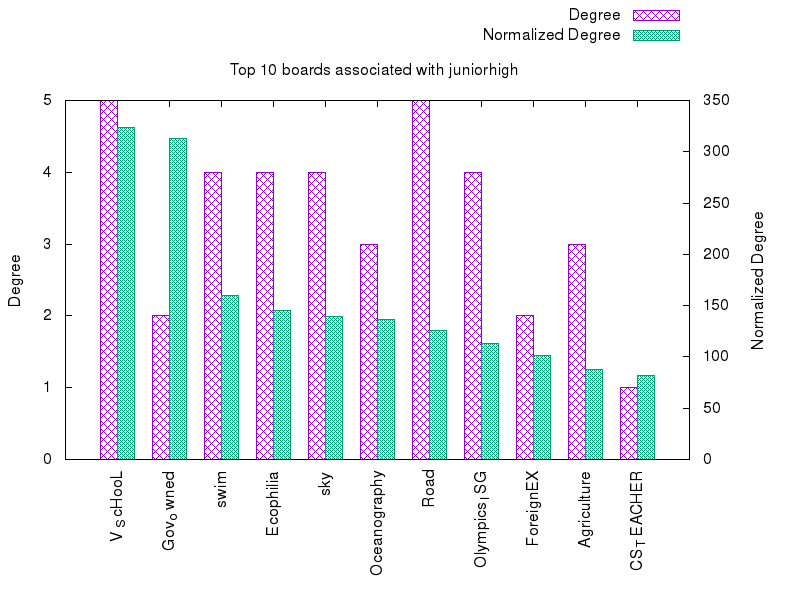 Degree
Normalized Degree
Top 10 boards associated with juniorhigh
5
4
3
2
1
0
350
300
250
200
150
100
50
0
Degree
Normalized Degree
V_ScHooL
Gov_owned
swim
Ecophilia
sky
Oceanography
Road
Olympics_ISG
ForeignEX
Agriculture
CS_TEACHER